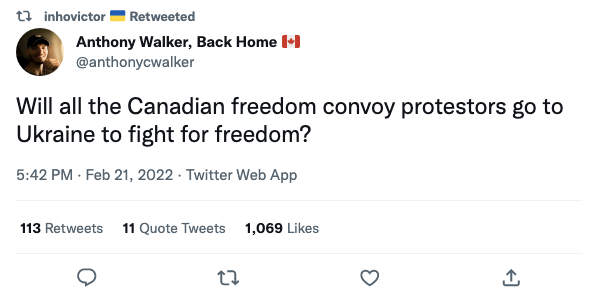 inhovictor 🇺🇦 Retweeted
Anthony Walker, Back Home 🇨🇦
@anthonycwalker
Will all the Canadian freedom convoy protestors go to
Ukraine to fight for freedom?
5:42 PM · Feb 21, 2022 · Twitter Web App
113 Retweets 11 Quote Tweets 1,069 Likes